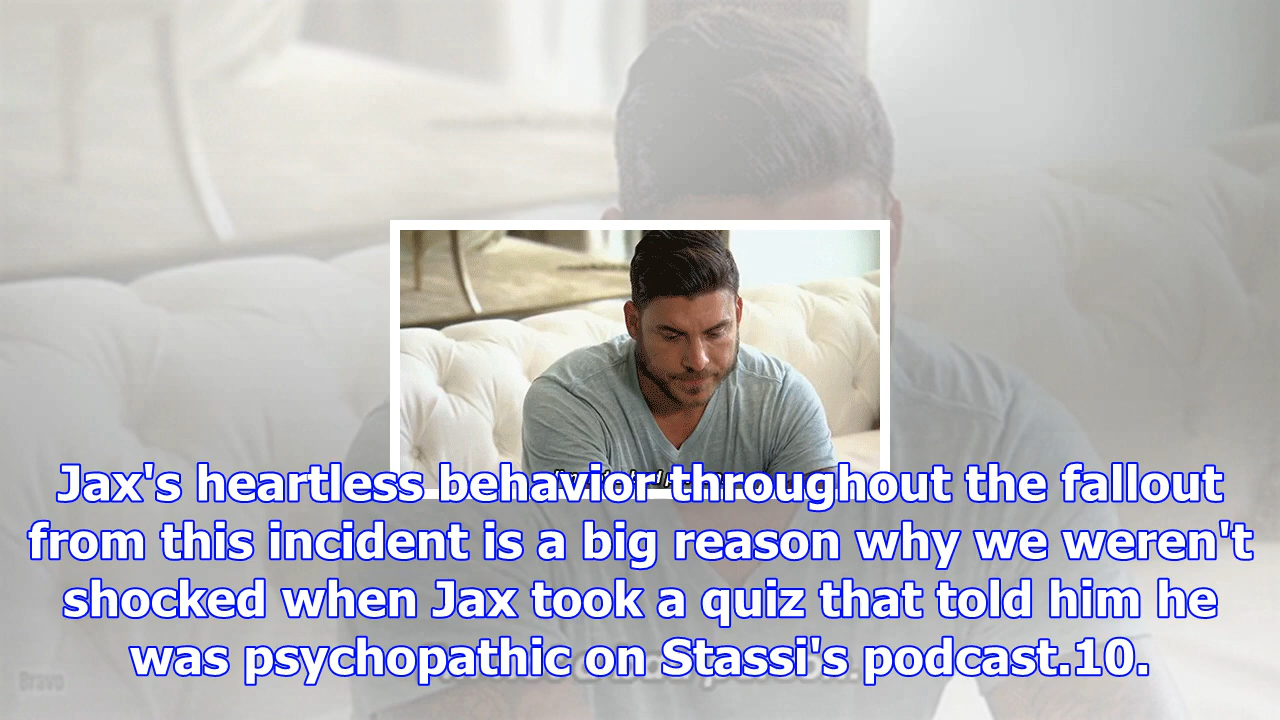 Jax's heartless behavior throughout the fallout
from this incident is a big reason why we weren't
shocked when Jax took a quiz that told him he
was psychopathic on Stassi's podcast.10.
Bravo